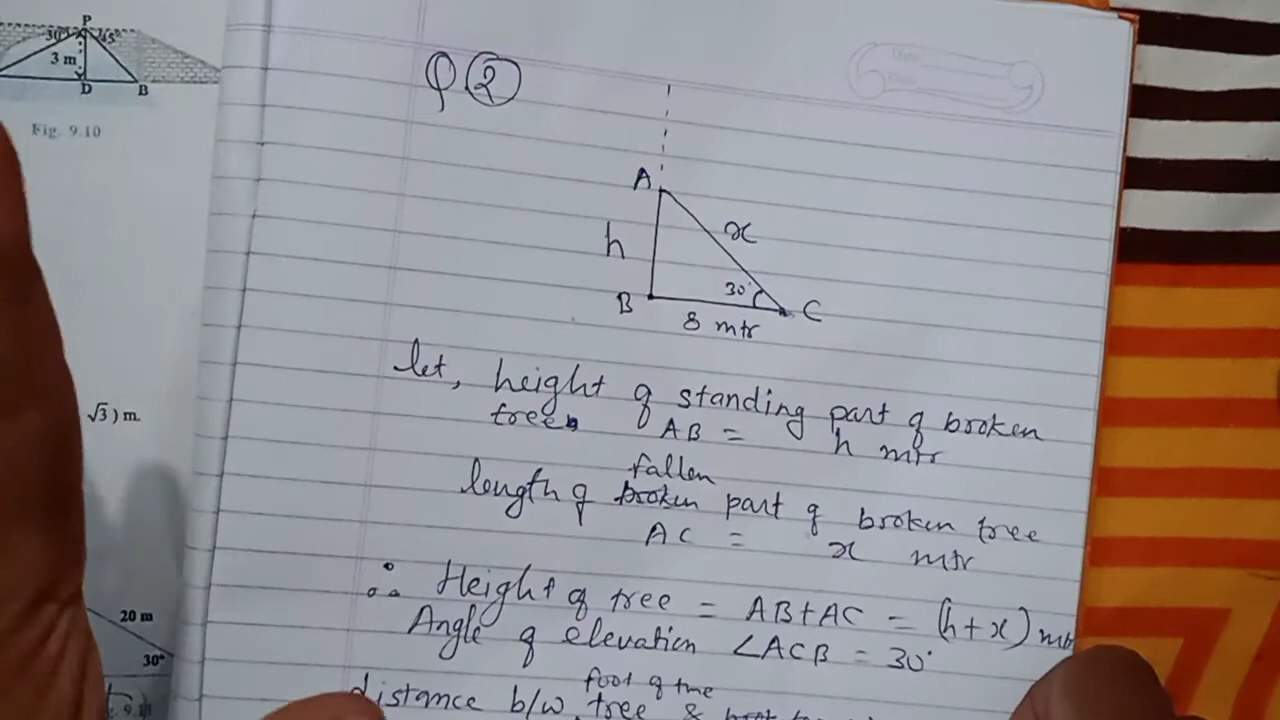 P
30° 45°
3 m
D B
Fig. 9.10
√3 ) m.
20 m
30°
Q 2
A
h x
30°
B C
8 mtr
let, height of standing part of broken
tree AB = h mtr
fallen
length of broken part of broken tree
AC = x mtr
∴ Height of tree = AB+AC = (h+x) mtr
Angle of elevation ∠ACB = 30°
foot of the
distance b/w tree &